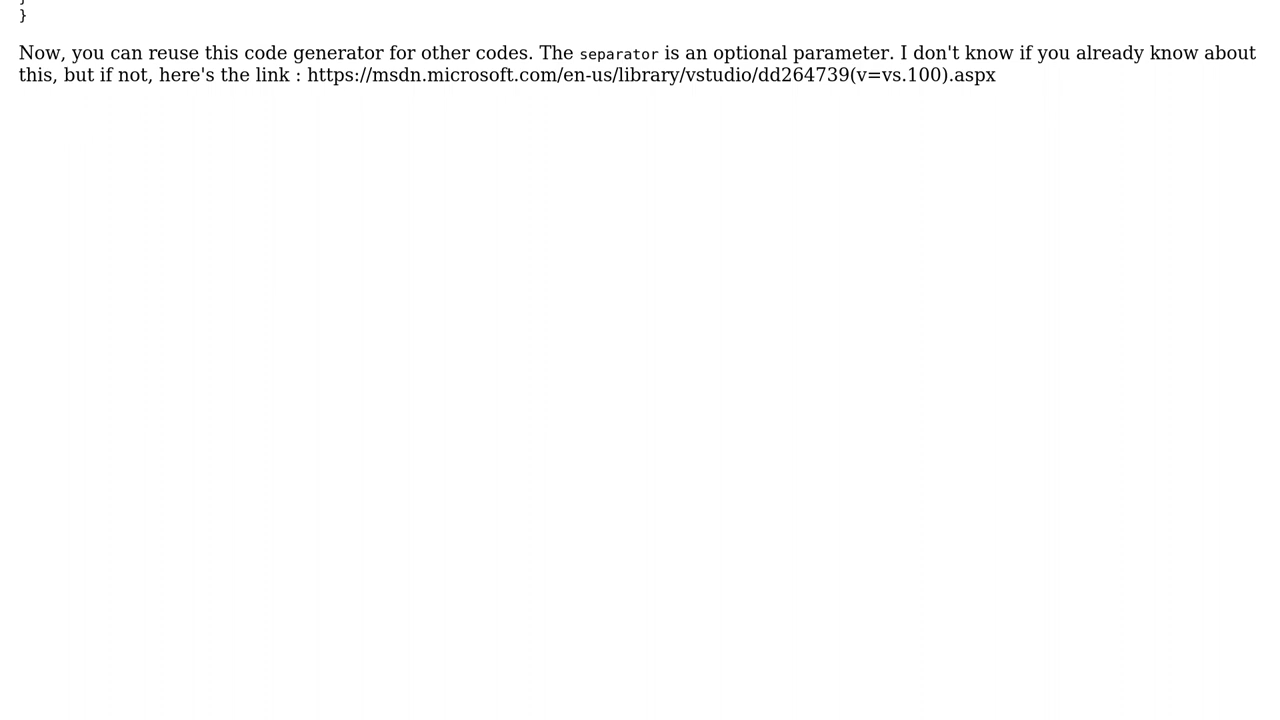 }
Now, you can reuse this code generator for other codes. The separator is an optional parameter. I don't know if you already know about
this, but if not, here's the link : https://msdn.microsoft.com/en-us/library/vstudio/dd264739(v=vs.100).aspx